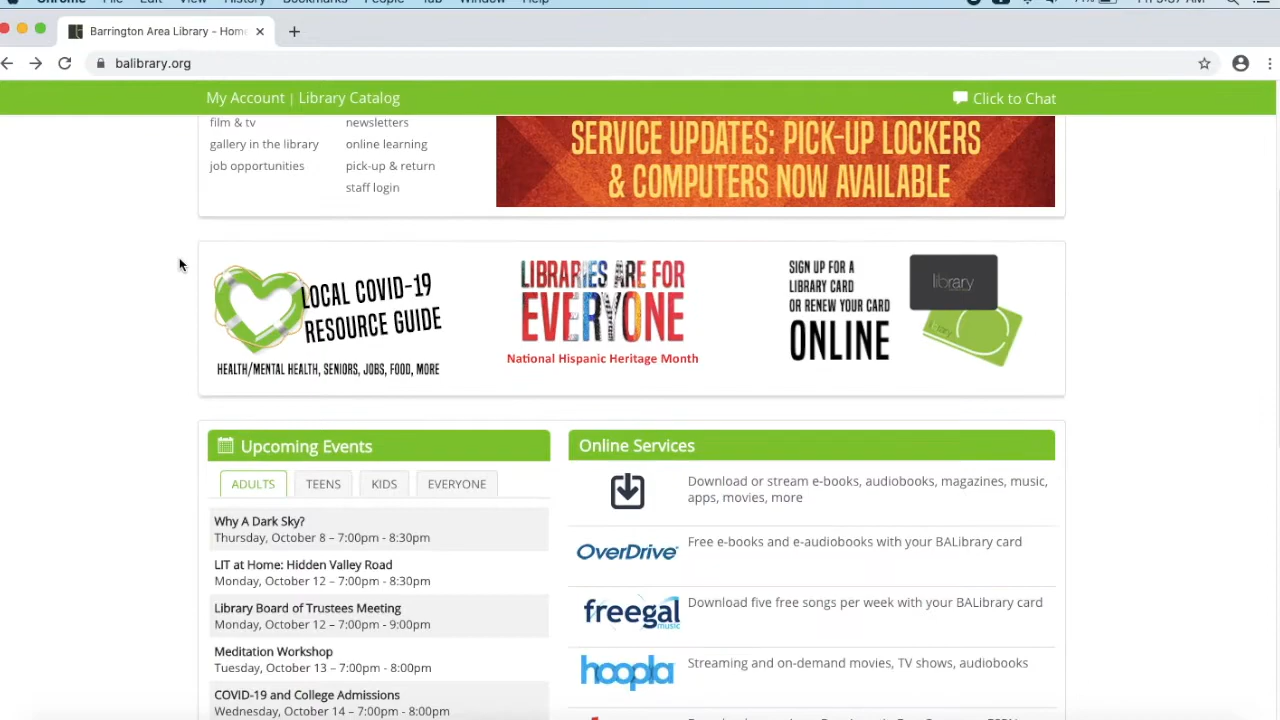 Chrome File Edit View History Bookmarks People Tab Window Help
Barrington Area Library - Home
balibrary.org
My Account | Library Catalog
Click to Chat
film & tv
gallery in the library
job opportunities
newsletters
online learning
pick-up & return
staff login
SERVICE UPDATES: PICK-UP LOCKERS
& COMPUTERS NOW AVAILABLE
LOCAL COVID-19
RESOURCE GUIDE
HEALTH/MENTAL HEALTH, SENIORS, JOBS, FOOD, MORE
LIBRARIES ARE FOR
EVERYONE
National Hispanic Heritage Month
SIGN UP FOR A
LIBRARY CARD
OR RENEW YOUR CARD
ONLINE
library
Upcoming Events
ADULTS TEENS KIDS EVERYONE
Why A Dark Sky?
Thursday, October 8 – 7:00pm - 8:30pm
LIT at Home: Hidden Valley Road
Monday, October 12 – 7:00pm - 8:30pm
Library Board of Trustees Meeting
Monday, October 12 – 7:00pm - 9:00pm
Meditation Workshop
Tuesday, October 13 – 7:00pm - 8:00pm
COVID-19 and College Admissions
Wednesday, October 14 – 7:00pm - 8:00pm
Online Services
Download or stream e-books, audiobooks, magazines, music,
apps, movies, more
OverDrive
Free e-books and e-audiobooks with your BALibrary card
freegal
music
Download five free songs per week with your BALibrary card
hoopla
Streaming and on-demand movies, TV shows, audiobooks